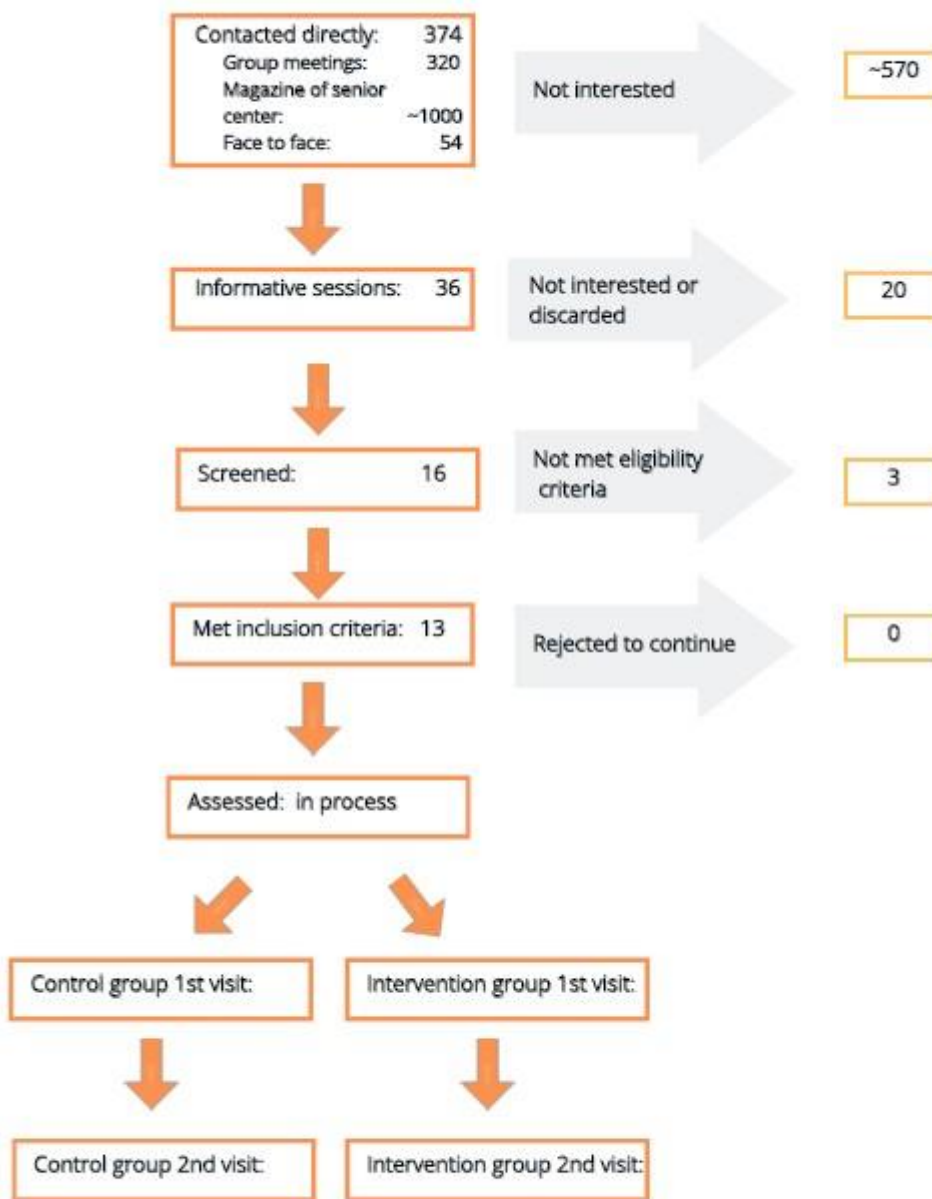 Contacted directly: 374
Group meetings: 320
Magazine of senior
center: ~1000
Face to face: 54
Not interested
~570
Informative sessions: 36
Not interested or
discarded
20
Screened: 16
Not met eligibility
criteria
3
Met inclusion criteria: 13
Rejected to continue
0
Assessed: in process
Control group 1st visit:
Intervention group 1st visit:
Control group 2nd visit:
Intervention group 2nd visit: